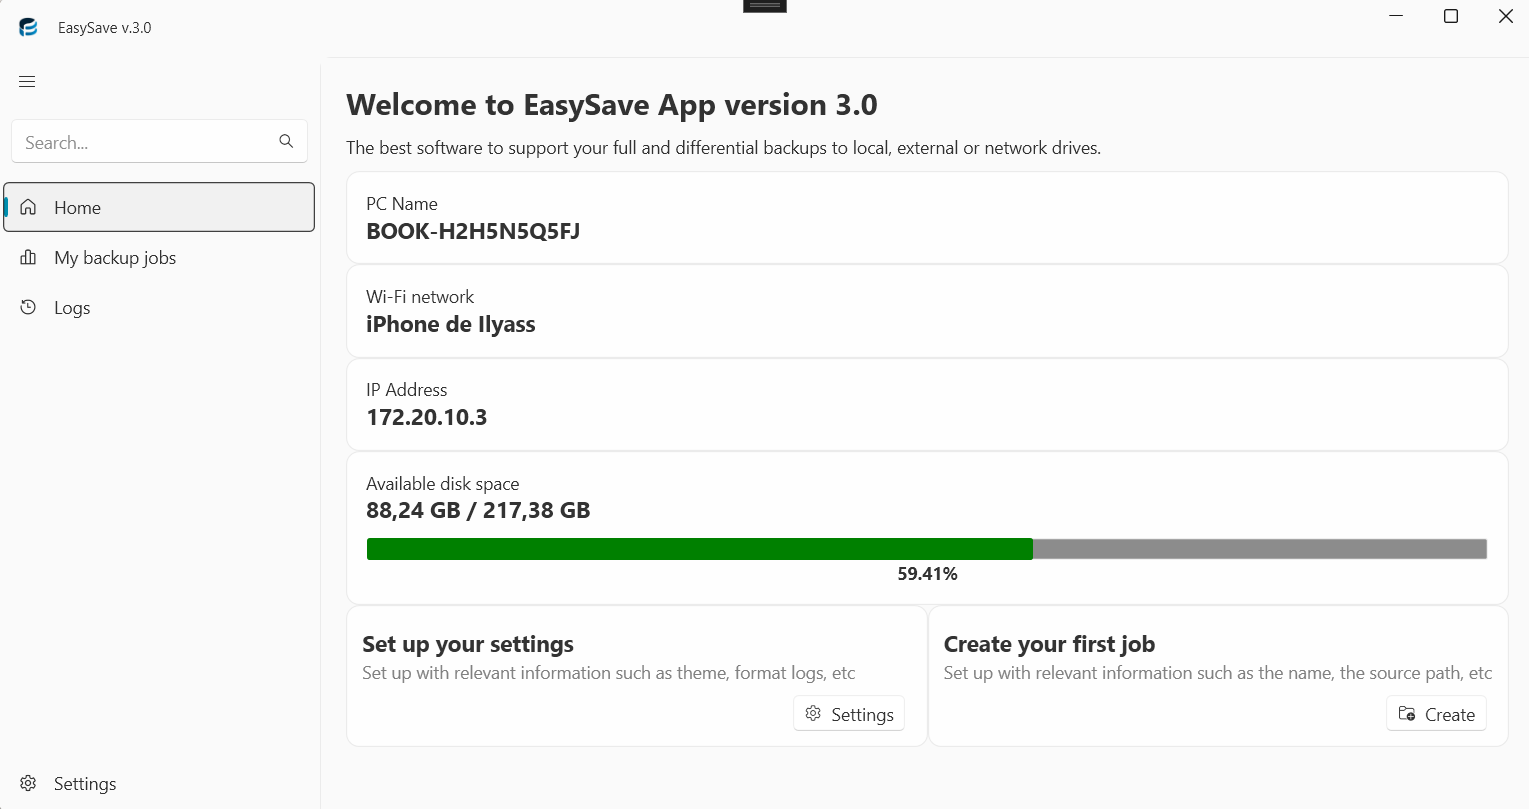 EasySave v.3.0
Search...
Home
My backup jobs
Logs
Settings
Welcome to EasySave App version 3.0
The best software to support your full and differential backups to local, external or network drives.
PC Name
BOOK-H2H5N5Q5FJ
Wi-Fi network
iPhone de Ilyass
IP Address
172.20.10.3
Available disk space
88,24 GB / 217,38 GB
59.41%
Set up your settings
Set up with relevant information such as theme, format logs, etc
Settings
Create your first job
Set up with relevant information such as the name, the source path, etc
Create